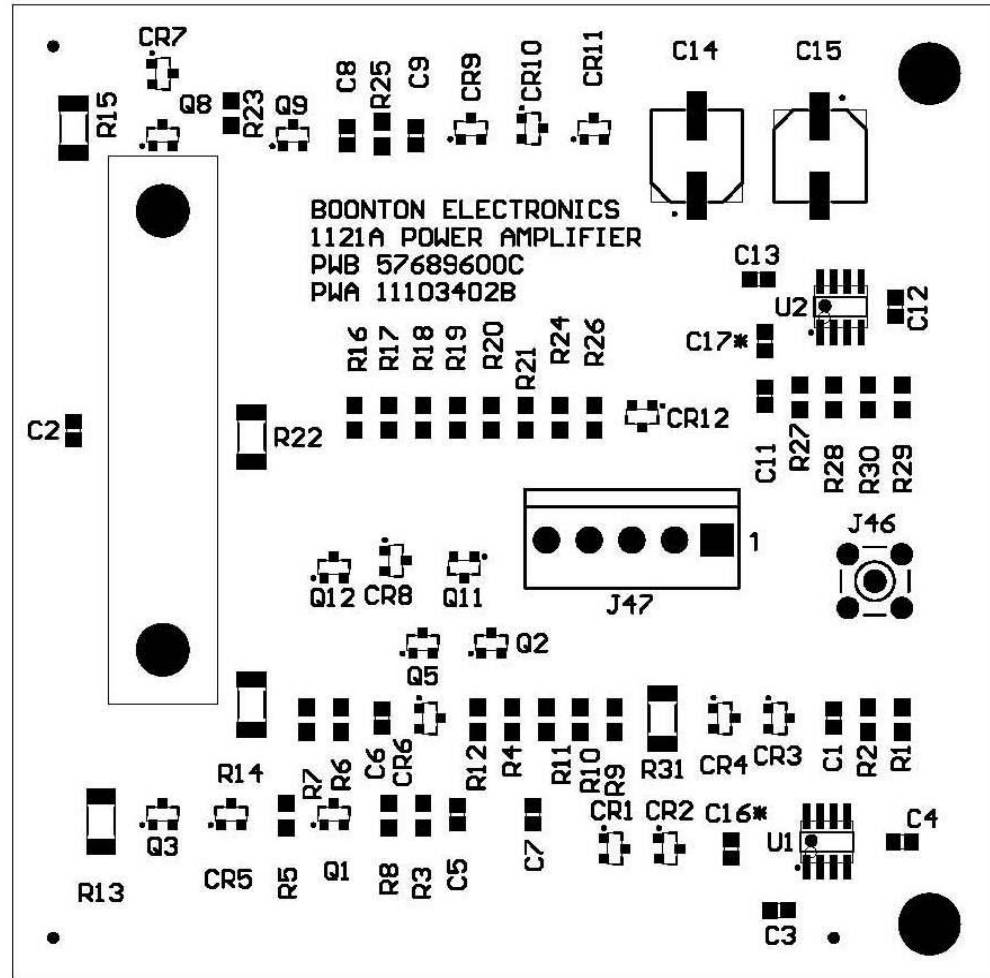 CR7
R15
Q8
R23
Q9
C8
R25
C9
CR9
CR10
CR11
C14
C15
BOONTON ELECTRONICS
1121A POWER AMPLIFIER
PWB 57689600C
PWA 11103402B
C13
U2
C12
C17*
R16
R17
R18
R19
R20
R21
R24
R26
CR12
C2
R22
C11
R27
R28
R30
R29
J46
1
J47
Q12
CR8
Q11
Q5
Q2
R14
R7
R6
C6
CR6
R12
R4
R11
R10
R9
R31
CR4
CR3
C1
R2
R1
R13
Q3
CR5
R5
Q1
R8
R3
C5
C7
CR1
CR2
C16*
U1
C4
C3